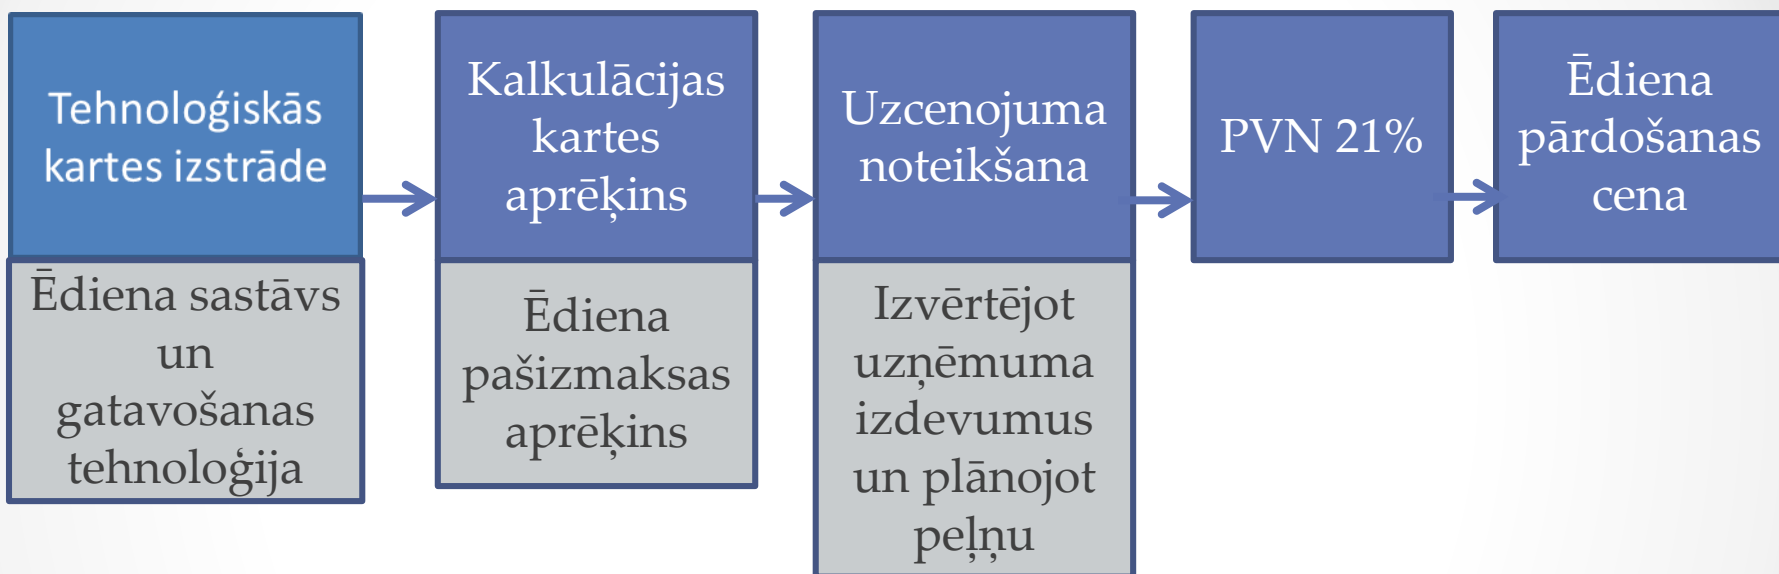 Tehnoloģiskās
kartes izstrāde
Ēdiena sastāvs
un
gatavošanas
tehnoloģija
Kalkulācijas
kartes
aprēķins
Ēdiena
pašizmaksas
aprēķins
Uzcenojuma
noteikšana
Izvērtējot
uzņēmuma
izdevumus
un plānojot
peļņu
PVN 21%
Ēdiena
pārdošanas
cena